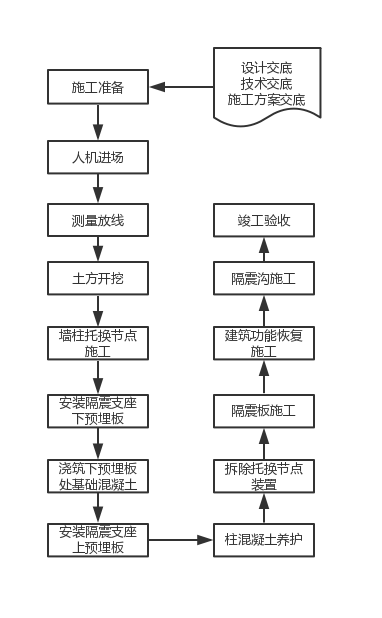 设计交底
技术交底
施工方案交底
施工准备
人机进场
测量放线
土方开挖
墙柱托换节点
施工
安装隔震支座
下预埋板
浇筑下预埋板
处基础混凝土
安装隔震支座
上预埋板
柱混凝土养护
拆除托换节点
装置
隔震板施工
建筑功能恢复
施工
隔震沟施工
竣工验收